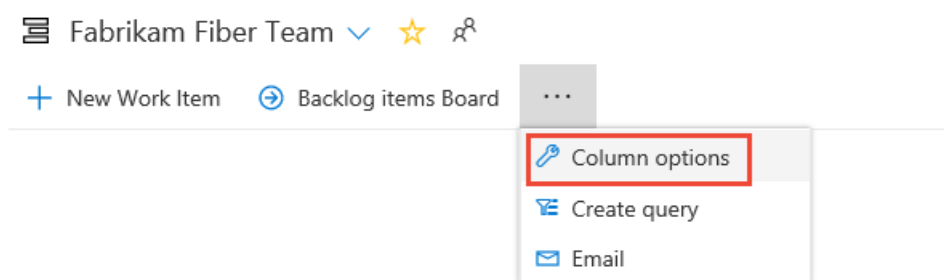 Fabrikam Fiber Team
New Work Item Backlog items Board ...
Column options
Create query
Email